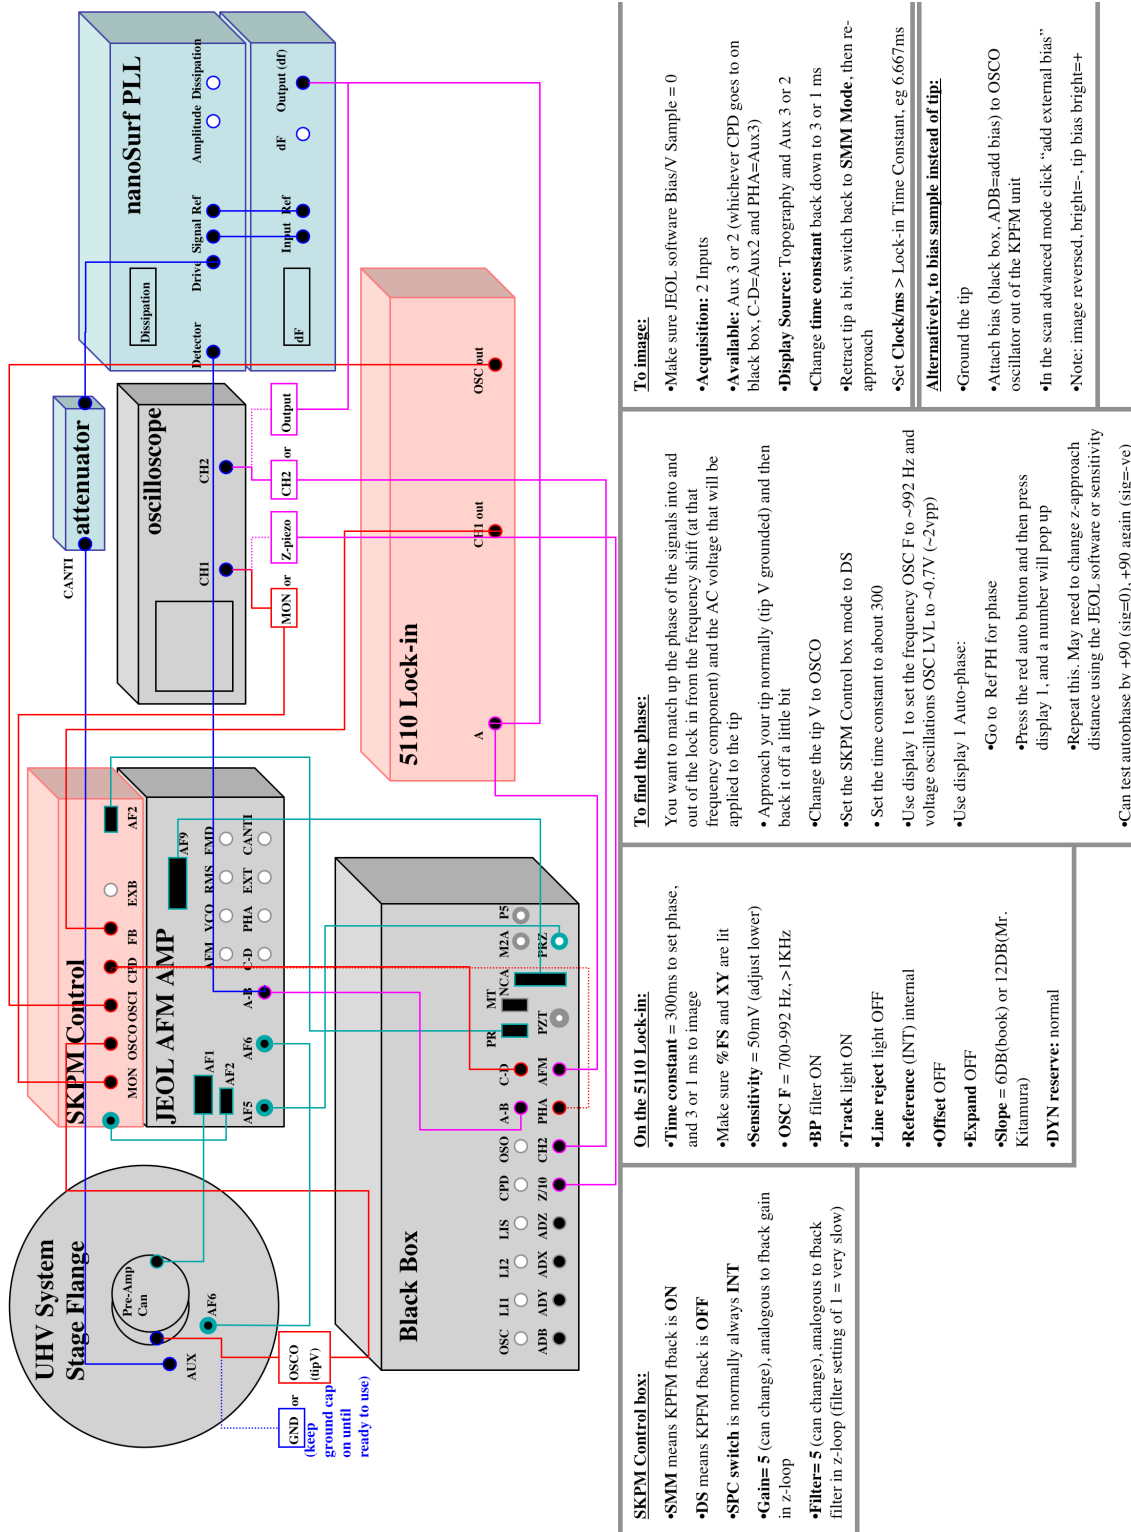 UHV System
Stage Flange
Pre-Amp
Can
AUX
AF6
GND
or
OSCO
(tipV)
(keep
ground cap
on until
ready to use)
SKPM Control
MON
OSCO
OSCI
CPD
FB
EXB
AF2
JEOL AFM AMP
AF1
AF2
AF9
AF5
AF6
A-B
AFM
VCO
RMS
FMD
C-D
PHA
EXT
CANTI
CANTI
attenuator
oscilloscope
CH1
CH2
MON
or
Z-piezo
CH2
or
Output
nanoSurf PLL
Dissipation
Detector
Drive
Signal
Ref
Amplitude
Dissipation
dF
Input
Ref
dF
Output (df)
5110 Lock-in
A
CH1 out
OSC out
Black Box
OSC
LI1
LI2
LIS
CPD
OSO
A-B
C-D
PR
MT
NCA
M2A
P5
ADB
ADY
ADX
ADZ
Z/10
CH2
PHA
AFM
PZT
PRZ
SKPM Control box:
•SMM means KPFM fback is ON
•DS means KPFM fback is OFF
•SPC switch is normally always INT
•Gain= 5 (can change), analogous to fback gain
in z-loop
•Filter= 5 (can change), analogous to fback
filter in z-loop (filter setting of 1 = very slow)
On the 5110 Lock-in:
•Time constant = 300ms to set phase,
and 3 or 1 ms to image
•Make sure %FS and XY are lit
•Sensitivity = 50mV (adjust lower)
• OSC F = 700-992 Hz, >1KHz
•BP filter ON
•Track light ON
•Line reject light OFF
•Reference (INT) internal
•Offset OFF
•Expand OFF
•Slope = 6DB(book) or 12DB(Mr.
Kitamura)
•DYN reserve: normal
To find the phase:
You want to match up the phase of the signals into and
out of the lock in from the frequency shift (at that
frequency component) and the AC voltage that will be
applied to the tip
• Approach your tip normally (tip V grounded) and then
back it off a little bit
•Change the tip V to OSCO
•Set the SKPM Control box mode to DS
• Set the time constant to about 300
•Use display 1 to set the frequency OSC F to ~992 Hz and
voltage oscillations OSC LVL to ~0.7V (~2vpp)
•Use display 1 Auto-phase:
•Go to Ref PH for phase
•Press the red auto button and then press
display 1, and a number will pop up
•Repeat this. May need to change z-approach
distance using the JEOL software or sensitivity
•Can test autophase by +90 (sig=0), +90 again (sig=-ve)
To image:
•Make sure JEOL software Bias/V Sample = 0
•Acquisition: 2 Inputs
•Available: Aux 3 or 2 (whichever CPD goes to on
black box, C-D=Aux2 and PHA=Aux3)
•Display Source: Topography and Aux 3 or 2
•Change time constant back down to 3 or 1 ms
•Retract tip a bit, switch back to SMM Mode, then re-
approach
•Set Clock/ms > Lock-in Time Constant, eg 6.667ms
Alternatively, to bias sample instead of tip:
•Ground the tip
•Attach bias (black box, ADB=add bias) to OSCO
oscillator out of the KPFM unit
•In the scan advanced mode click “add external bias”
•Note: image reversed, bright=-, tip bias bright=+